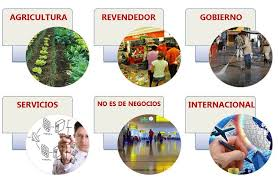 AGRICULTURA
REVENDEDOR
GOBIERNO
SERVICIOS
NO ES DE NEGOCIOS
INTERNACIONAL